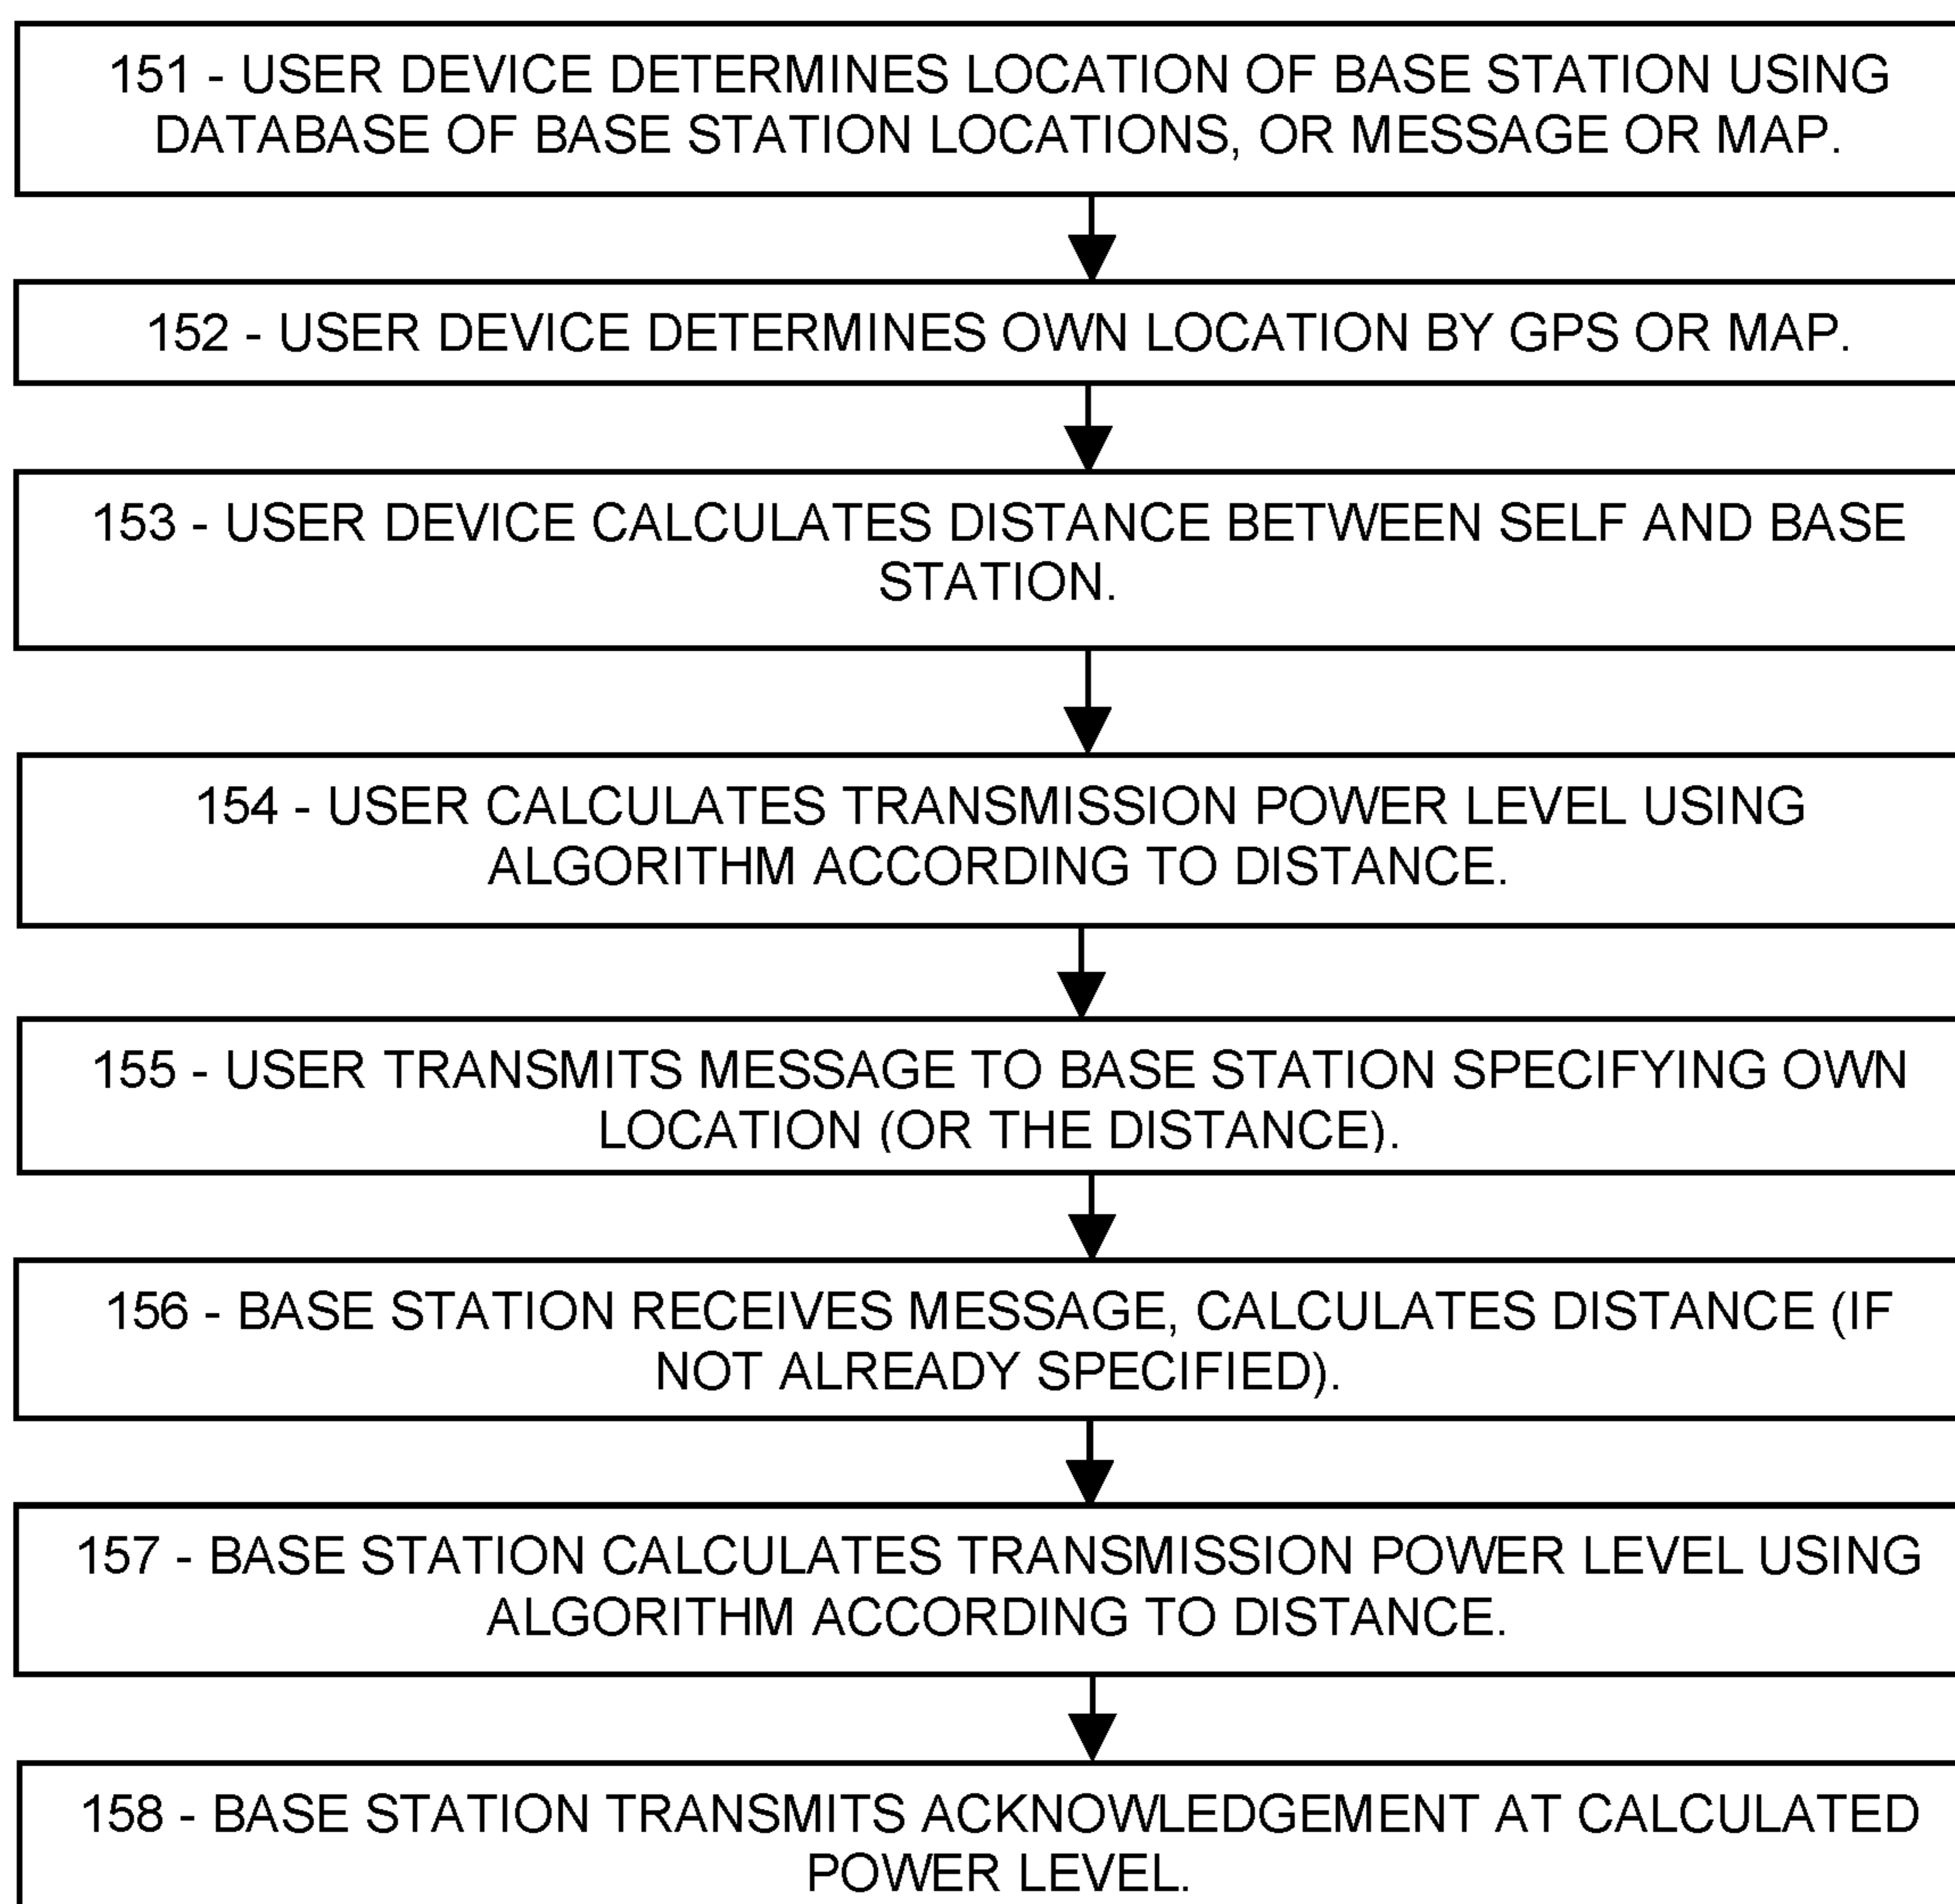 151 - USER DEVICE DETERMINES LOCATION OF BASE STATION USING
DATABASE OF BASE STATION LOCATIONS, OR MESSAGE OR MAP.
152 - USER DEVICE DETERMINES OWN LOCATION BY GPS OR MAP.
153 - USER DEVICE CALCULATES DISTANCE BETWEEN SELF AND BASE
STATION.
154 - USER CALCULATES TRANSMISSION POWER LEVEL USING
ALGORITHM ACCORDING TO DISTANCE.
155 - USER TRANSMITS MESSAGE TO BASE STATION SPECIFYING OWN
LOCATION (OR THE DISTANCE).
156 - BASE STATION RECEIVES MESSAGE, CALCULATES DISTANCE (IF
NOT ALREADY SPECIFIED).
157 - BASE STATION CALCULATES TRANSMISSION POWER LEVEL USING
ALGORITHM ACCORDING TO DISTANCE.
158 - BASE STATION TRANSMITS ACKNOWLEDGEMENT AT CALCULATED
POWER LEVEL.